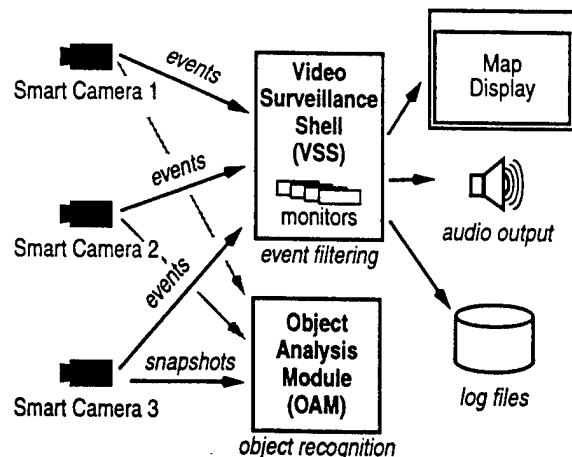 events
Smart Camera 1
Video
Surveillance
Shell
(VSS)
monitors
event filtering
Map
Display
events
Smart Camera 2
audio output
events
snapshots
Smart Camera 3
Object
Analysis
Module
(OAM)
object recognition
log files